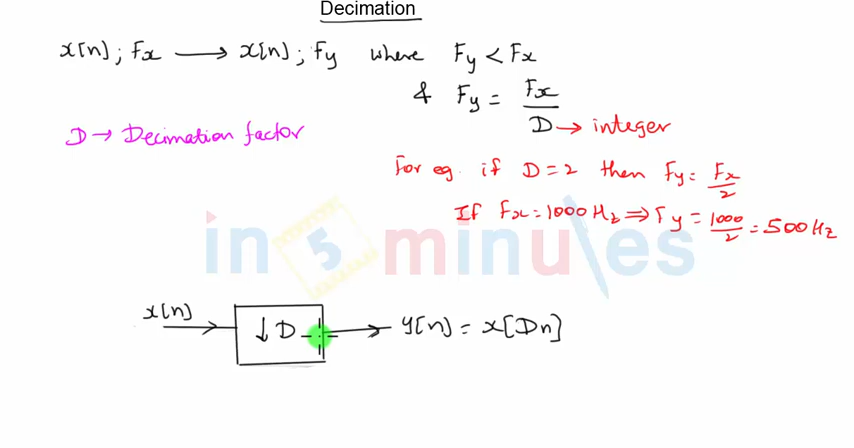 Decimation
x[n] ; Fx → x[n] ; Fy where Fy < Fx
& Fy = Fx/D → integer
D → Decimation factor
For eg. if D = 2 then Fy = Fx/2
If Fx = 1000 Hz ⇒ Fy = 1000/2 = 500 Hz
in 5 minutes
x[n] ↓ D y[n] = x[Dn]